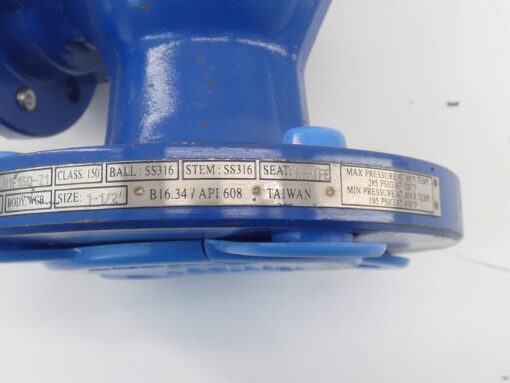 CLASS: 150 BALL: SS316 STEM: SS316 SEAT:
BODY: WCB SIZE: 1-1/2" B16.34 / API 608 TAIWAN
MAX PRESSURE AT MIN TEMP
285 PSIG AT 100°F
MIN PRESSURE AT MAX TEMP
195 PSIG AT 400°F